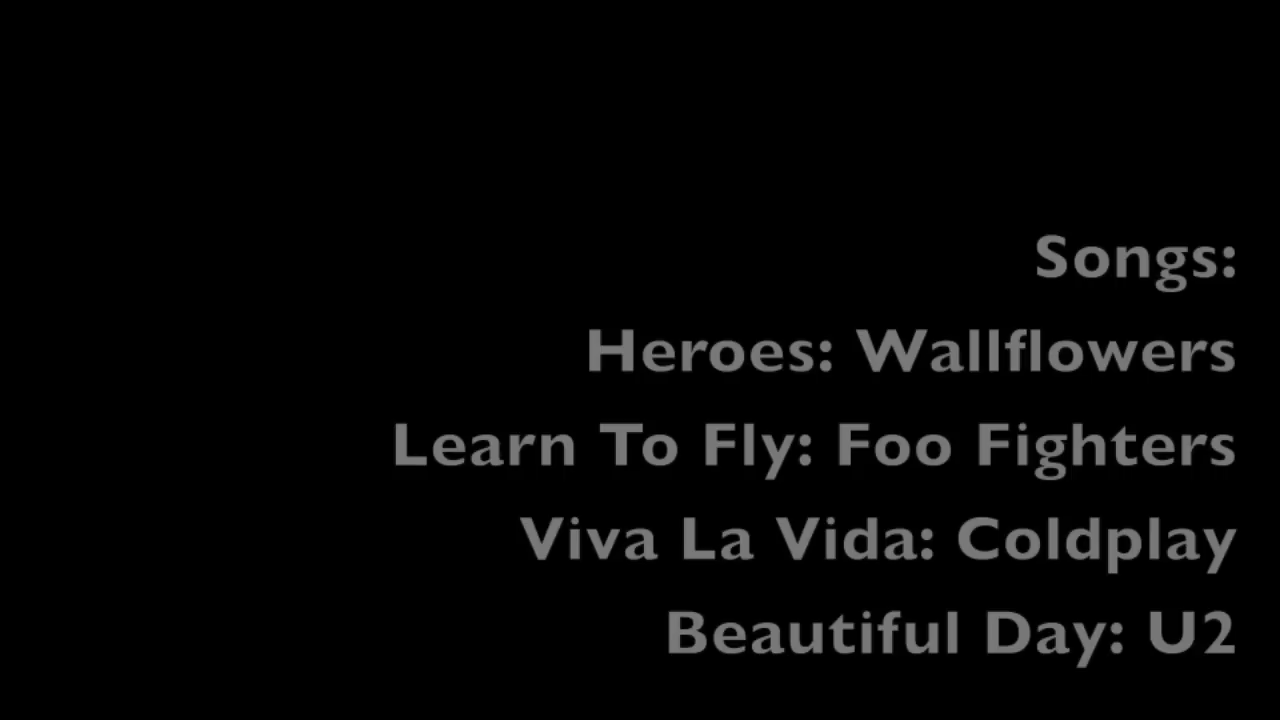 Songs:
Heroes: Wallflowers
Learn To Fly: Foo Fighters
Viva La Vida: Coldplay
Beautiful Day: U2